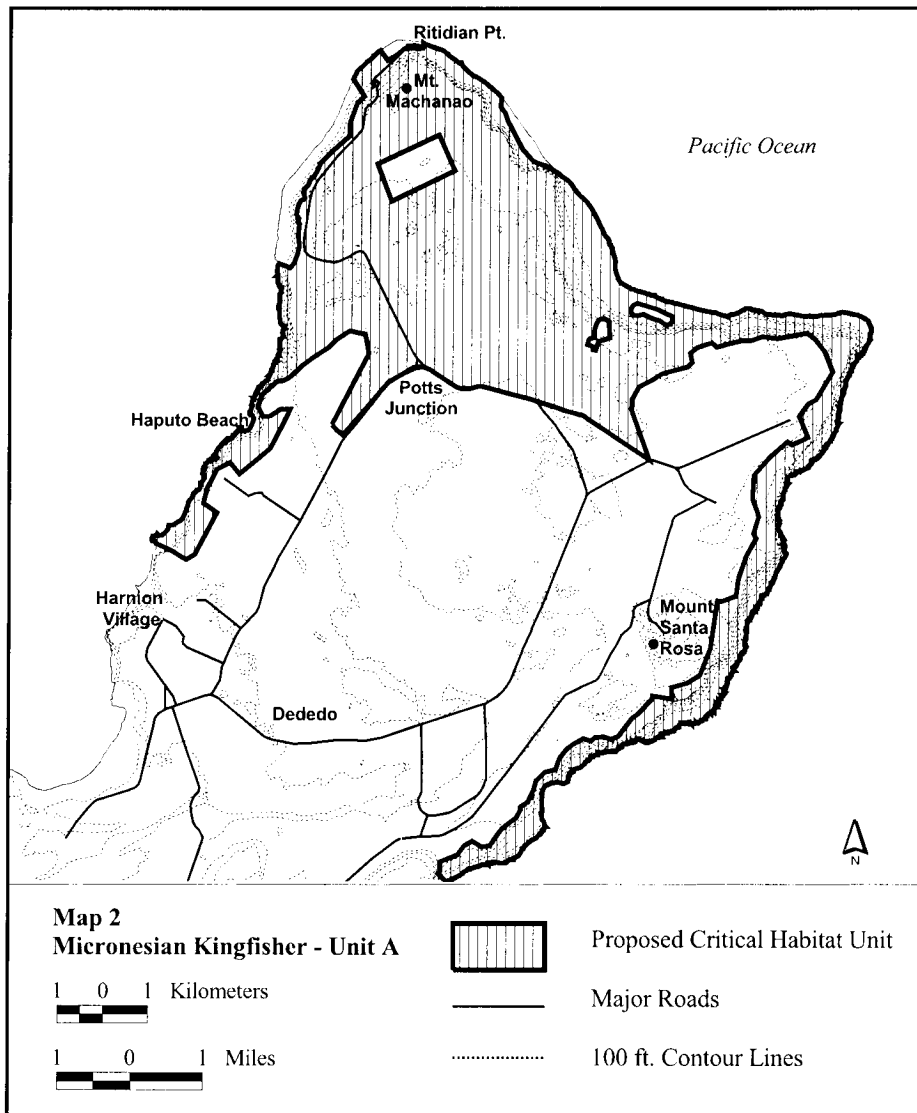 Ritidian Pt.
Mt.
Machanao
Pacific Ocean
Potts
Junction
Haputo Beach
Harmon
Village
Mount
Santa
Rosa
Dededo
N
Map 2
Micronesian Kingfisher - Unit A
1 0 1 Kilometers
1 0 1 Miles
Proposed Critical Habitat Unit
Major Roads
100 ft. Contour Lines